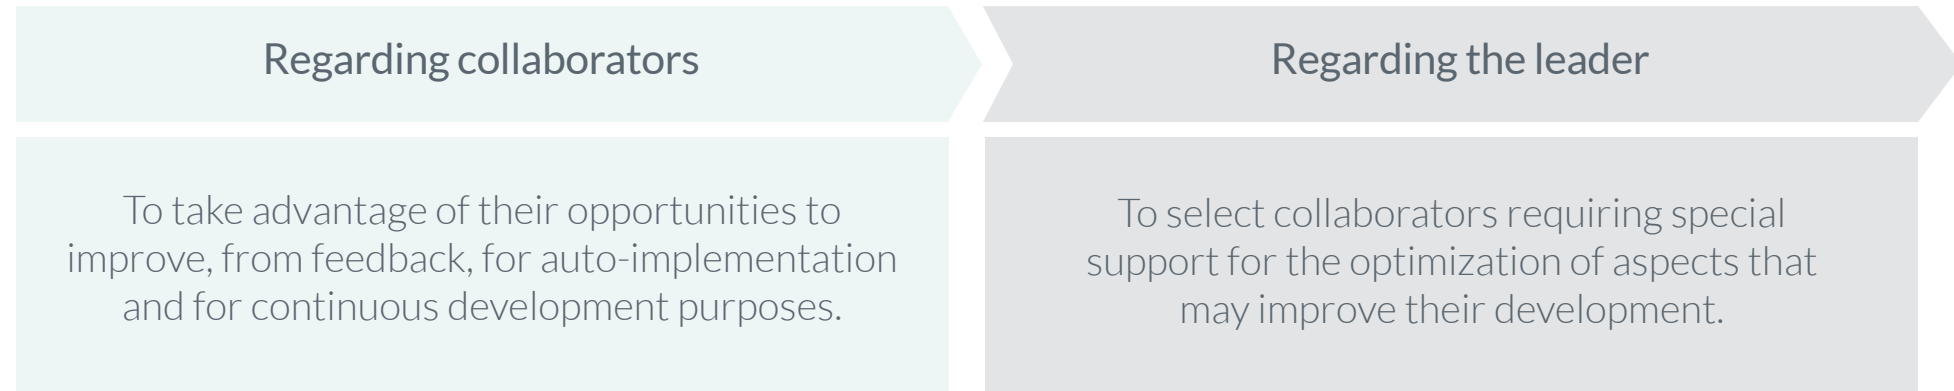 Regarding collaborators
To take advantage of their opportunities to
improve, from feedback, for auto-implementation
and for continuous development purposes.
Regarding the leader
To select collaborators requiring special
support for the optimization of aspects that
may improve their development.